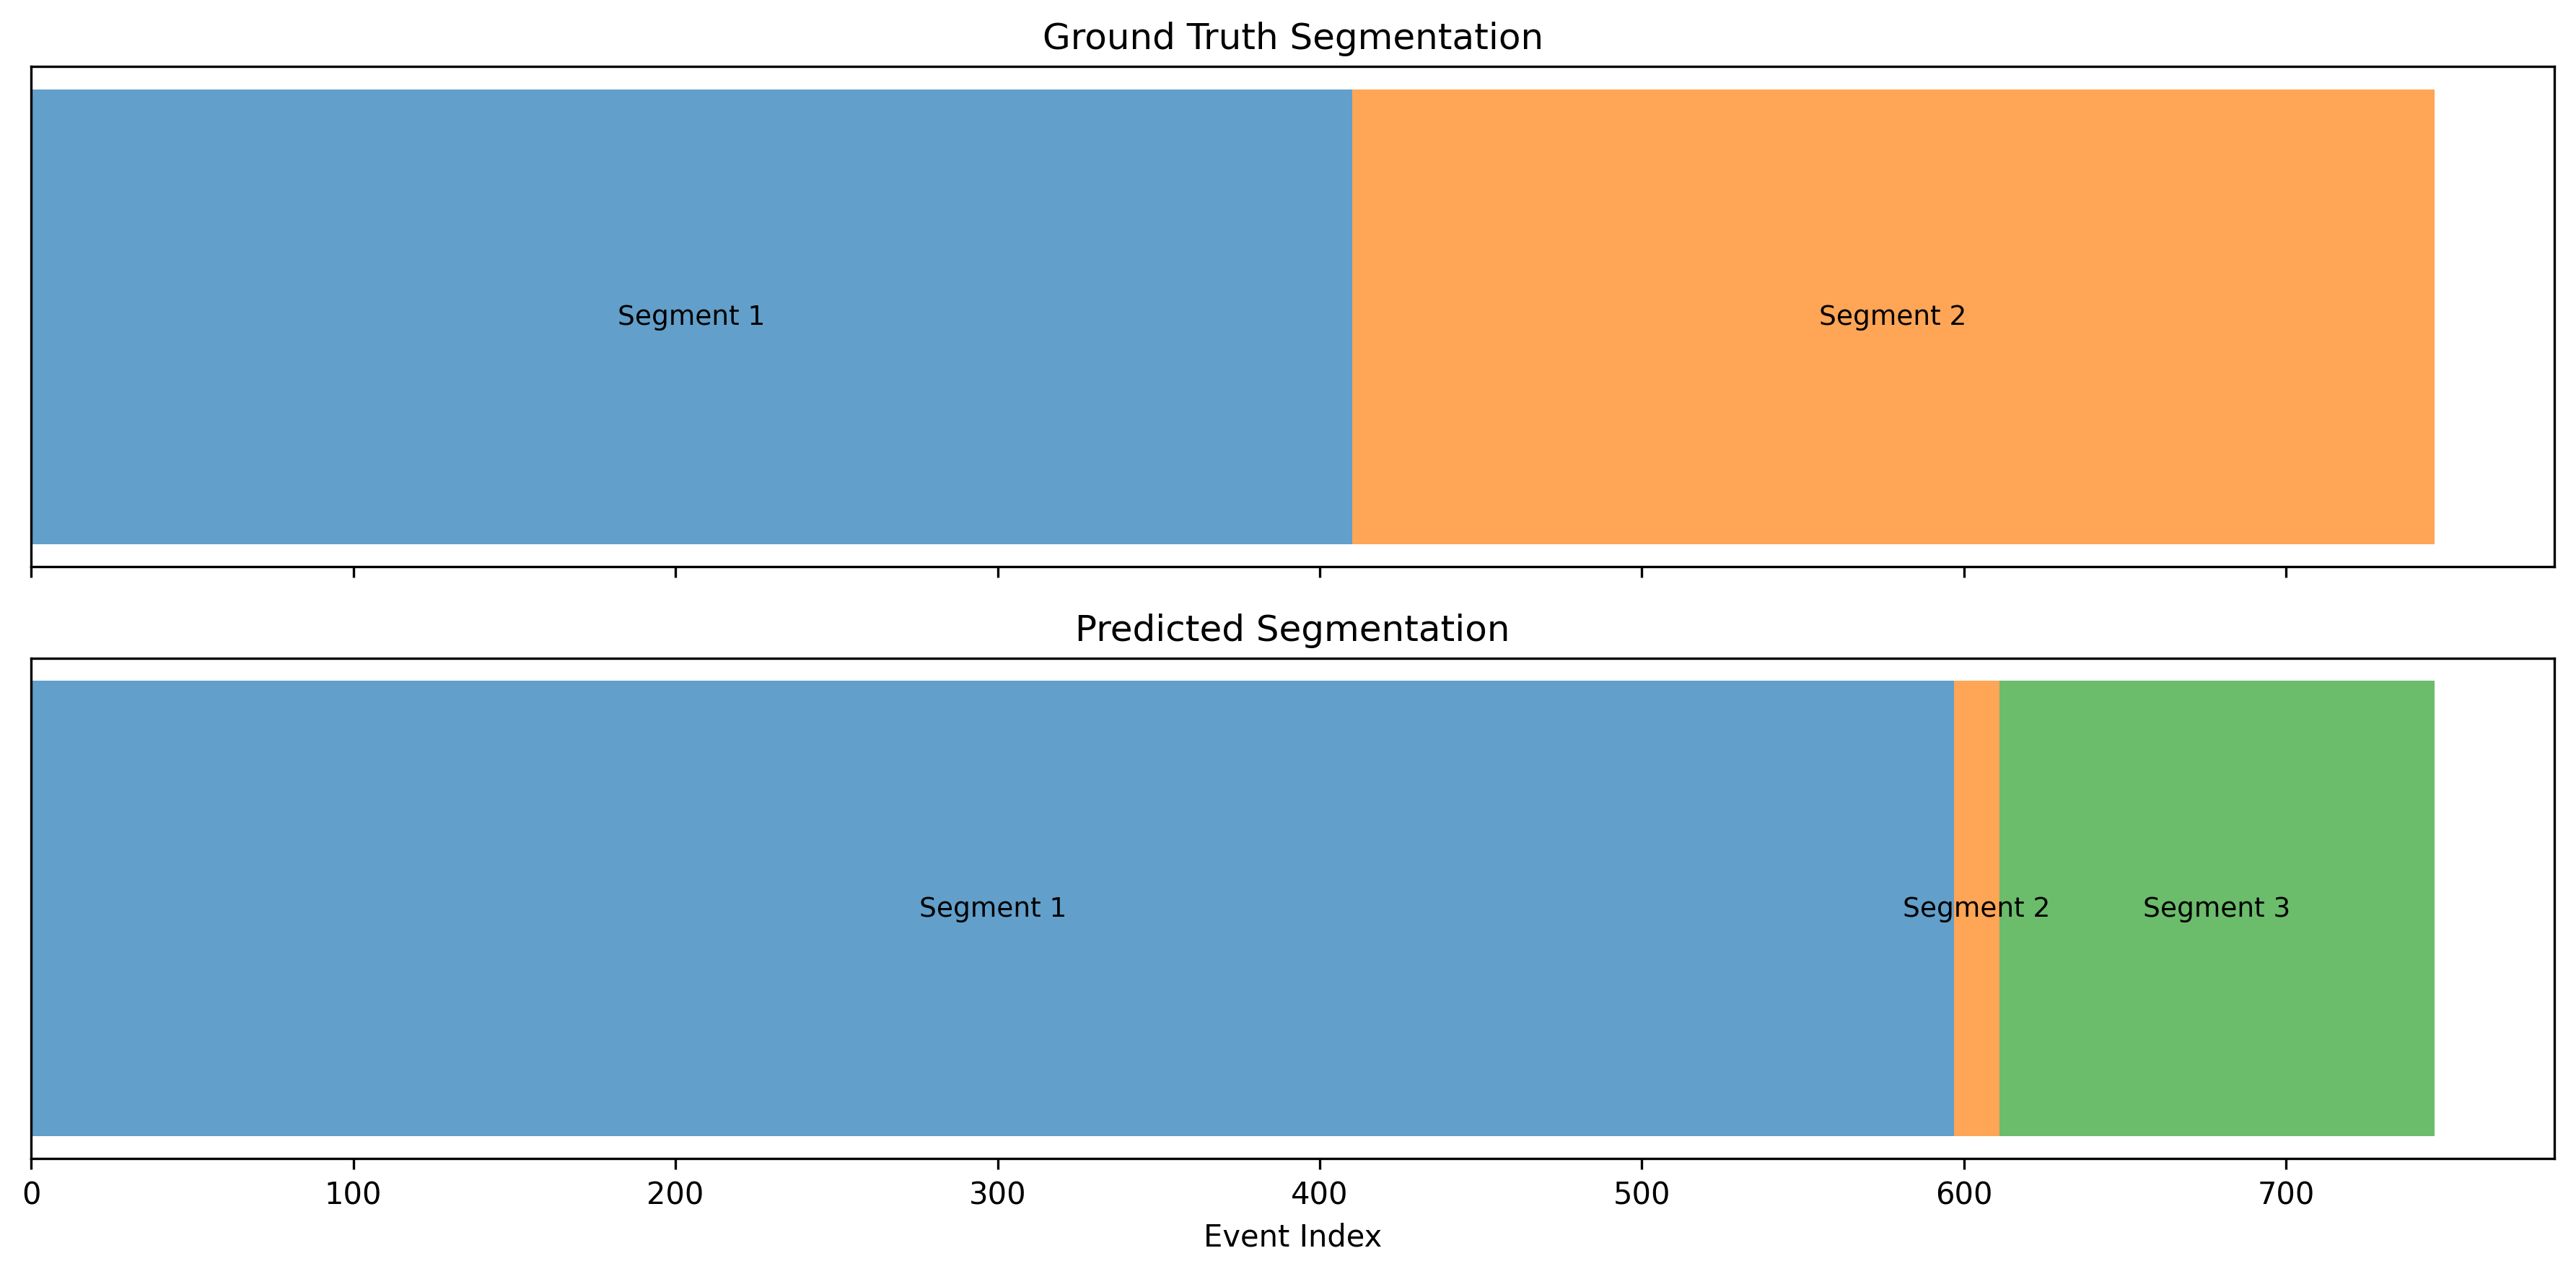 Ground Truth Segmentation
Segment 1 Segment 2
Predicted Segmentation
Segment 1 Segment 2 Segment 3
0 100 200 300 400 500 600 700
Event Index